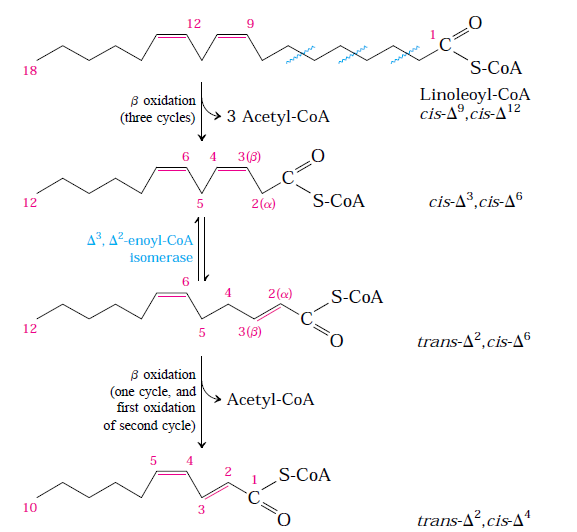 12 9
1
O
C
18
S-CoA
Linoleoyl-CoA
cis-Δ⁹,cis-Δ¹²
β oxidation
(three cycles)
3 Acetyl-CoA
6 4 3(β)
O
C
12
5
2(α)
S-CoA
cis-Δ³,cis-Δ⁶
Δ³, Δ²-enoyl-CoA
isomerase
6
4
2(α)
S-CoA
C
12
5
3(β)
O
trans-Δ²,cis-Δ⁶
β oxidation
(one cycle, and
first oxidation
of second cycle)
Acetyl-CoA
5 4
2
1
S-CoA
C
10
3
O
trans-Δ²,cis-Δ⁴